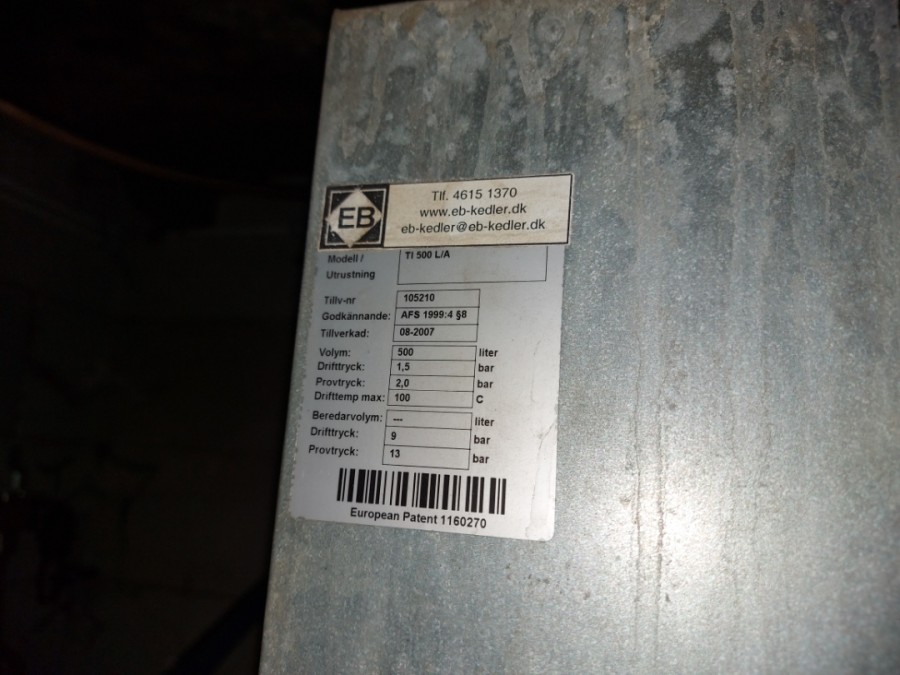 EB
Tlf. 4615 1370
www.eb-kedler.dk
eb-kedler@eb-kedler.dk
Modell / TI 500 L/A
Utrustning
Tillv-nr 105210
Godkännande: AFS 1999:4 §8
Tillverkad: 08-2007
Volym: 500 liter
Drifttryck: 1,5 bar
Provtryck: 2,0 bar
Drifttemp max: 100 C
Beredarvolym: --- liter
Drifttryck: 9 bar
Provtryck: 13 bar
European Patent 1160270